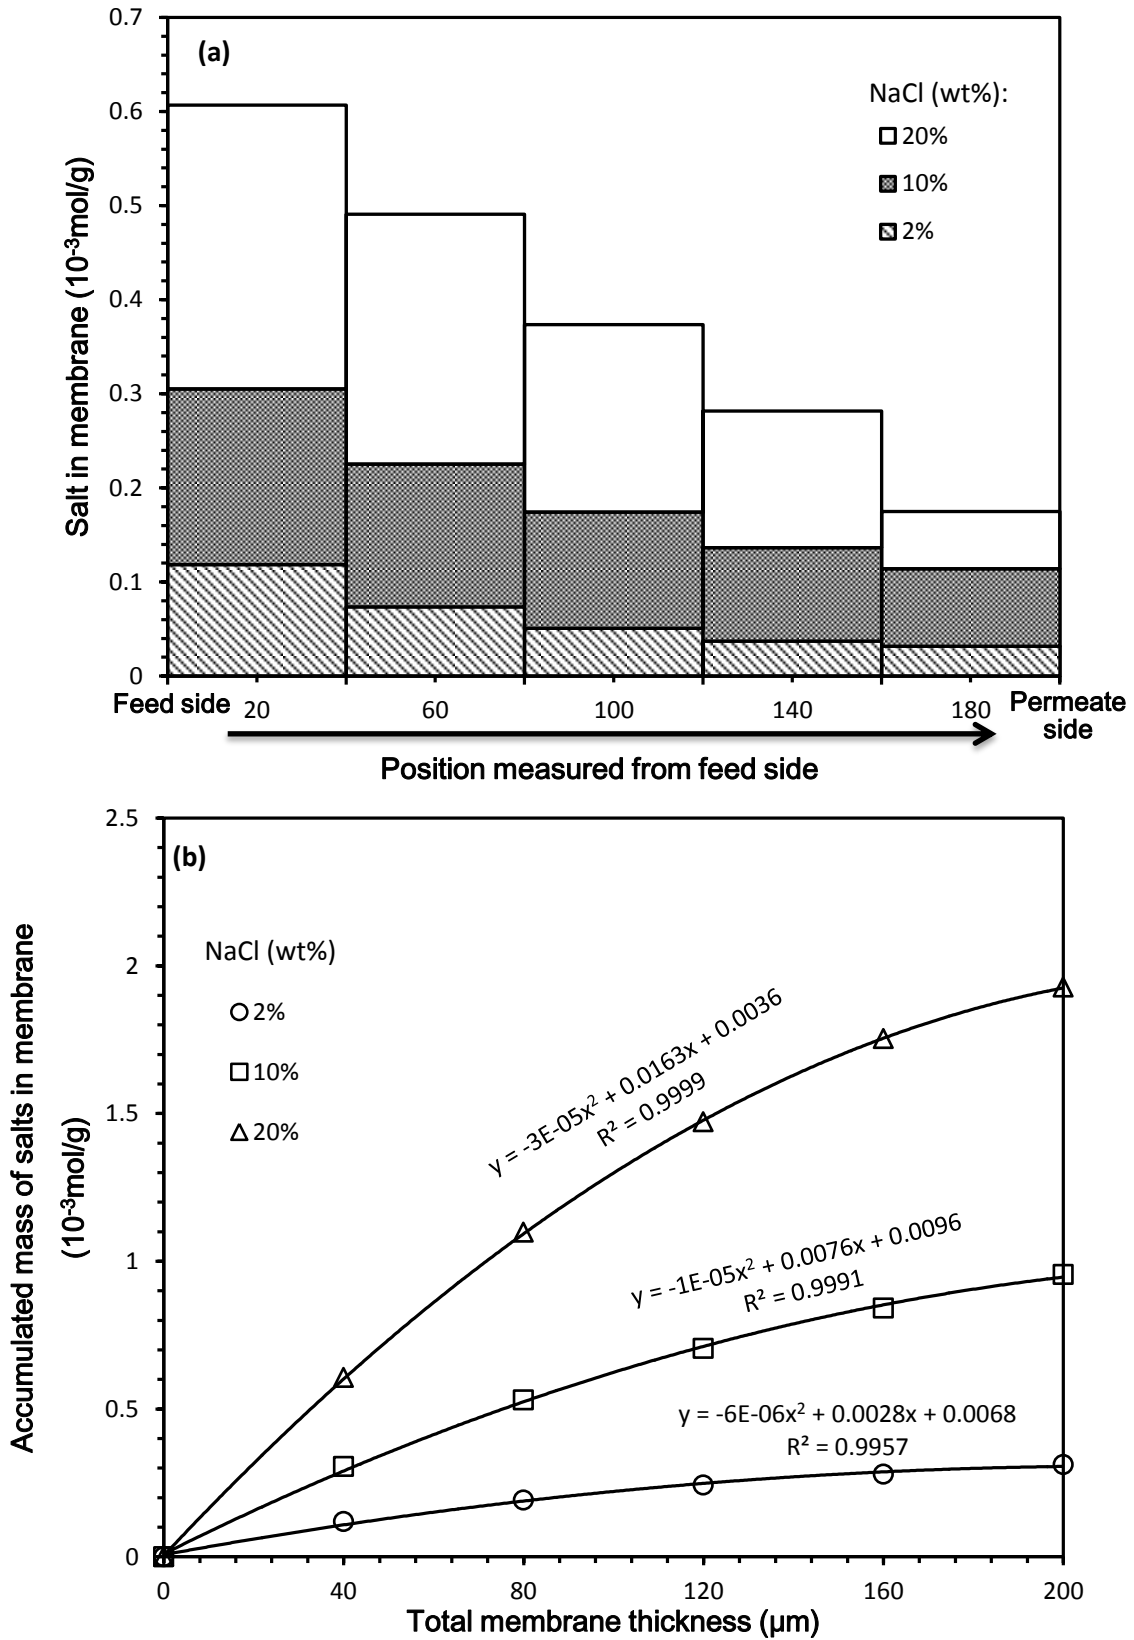 0.7
(a)
NaCl (wt%):
0.6
20%
10%
0.5
2%
0.4
0.3
0.2
0.1
0
Salt in membrane (10⁻³mol/g)
Feed side 20 60 100 140 180 Permeate
side
Position measured from feed side
2.5
(b)
NaCl (wt%)
2
2%
10%
1.5
20%
1
0.5
0
y = -3E-05x² + 0.0163x + 0.0036
R² = 0.9999
y = -1E-05x² + 0.0076x + 0.0096
R² = 0.9991
y = -6E-06x² + 0.0028x + 0.0068
R² = 0.9957
Accumulated mass of salts in membrane
(10⁻³mol/g)
0 40 80 120 160 200
Total membrane thickness (μm)